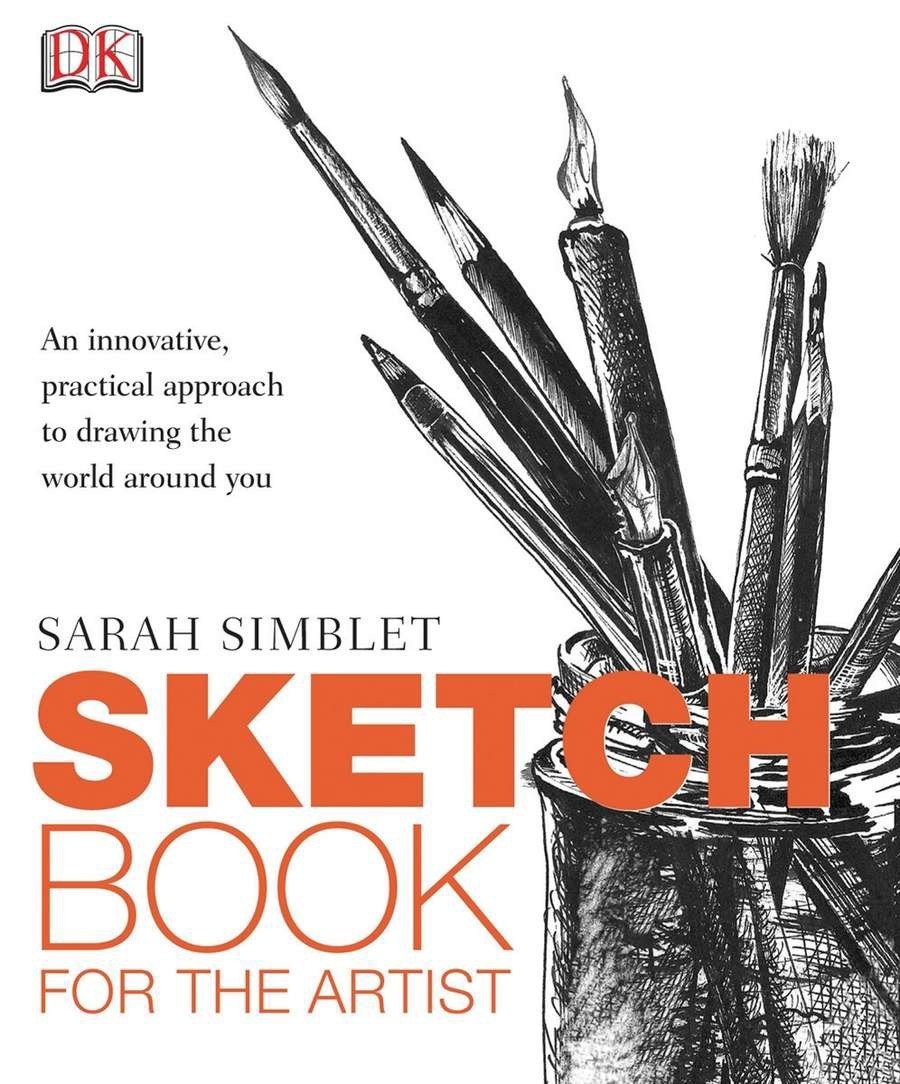 DK
An innovative,
practical approach
to drawing the
world around you
SARAH SIMBLET
SKETCH
BOOK
FOR THE ARTIST